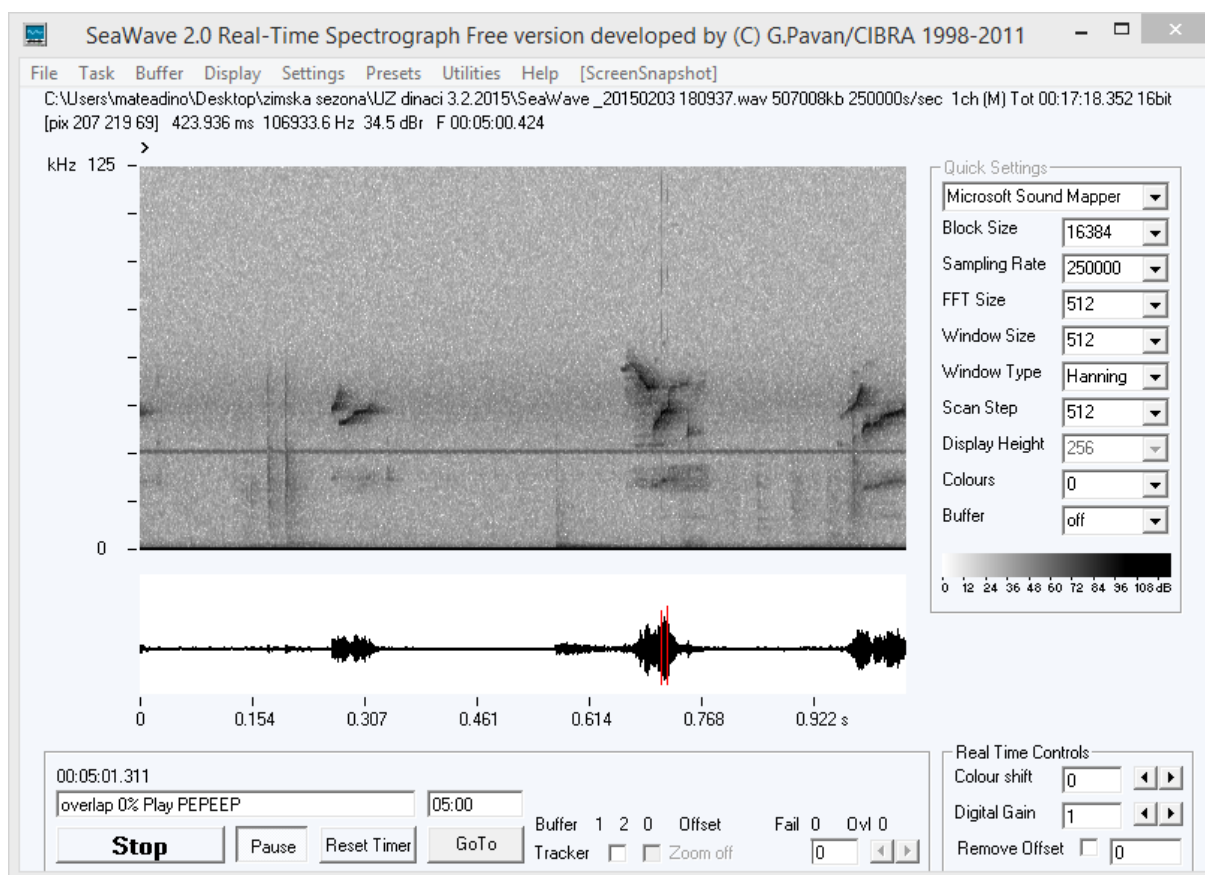 SeaWave 2.0 Real-Time Spectrograph Free version developed by (C) G.Pavan/CIBRA 1998-2011
File Task Buffer Display Settings Presets Utilities Help [ScreenSnapshot]
C:\Users\mateadino\Desktop\zimska sezona\UZ dinaci 3.2.2015\SeaWave _20150203 180937.wav 507008kb 250000s/sec 1ch (M) Tot 00:17:18.352 16bit
[pix 207 219 69] 423.936 ms 106933.6 Hz 34.5 dBr F 00:05:00.424
kHz 125
0
0 0.154 0.307 0.461 0.614 0.768 0.922 s
Quick Settings
Microsoft Sound Mapper
Block Size 16384
Sampling Rate 250000
FFT Size 512
Window Size 512
Window Type Hanning
Scan Step 512
Display Height 256
Colours 0
Buffer off
0 12 24 36 48 60 72 84 96 108 dB
00:05:01.311
overlap 0% Play PEPEEP 05:00
Stop Pause Reset Timer GoTo
Buffer 1 2 0 Offset Fail 0 Ovl 0
Tracker Zoom off 0
Real Time Controls
Colour shift 0
Digital Gain 1
Remove Offset 0